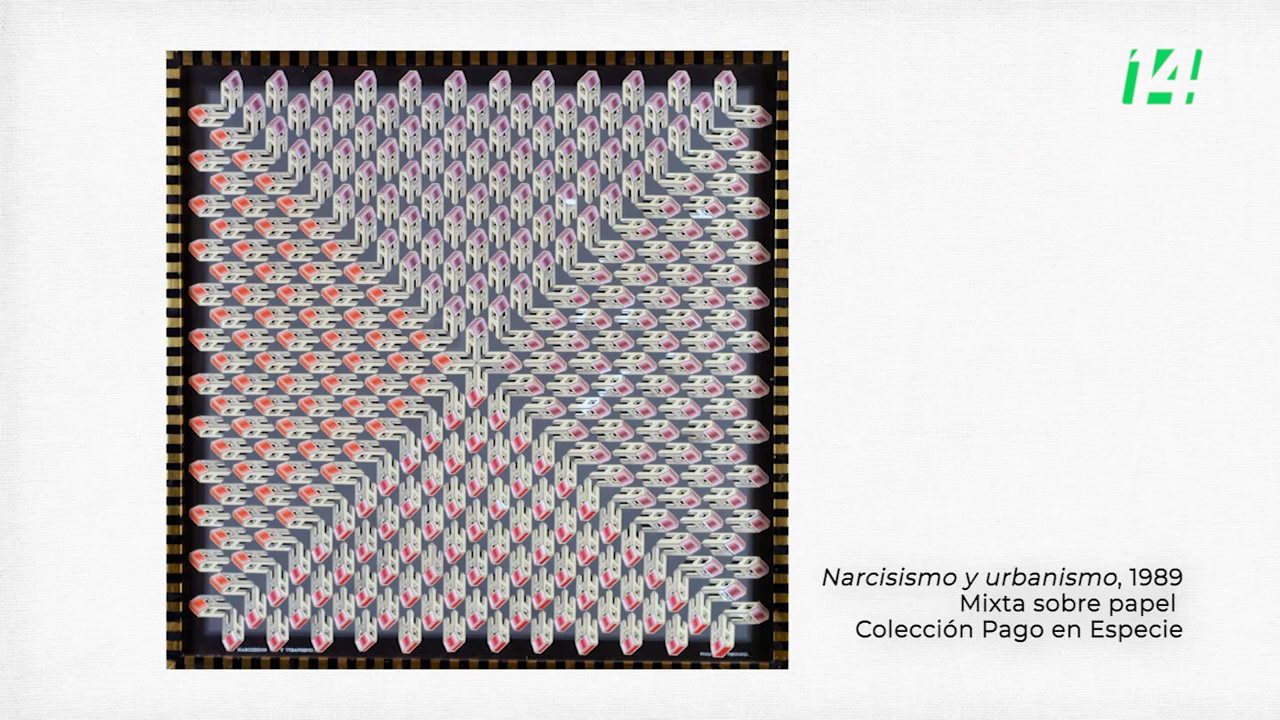 14!
Narcisismo y urbanismo, 1989
Mixta sobre papel
Colección Pago en Especie